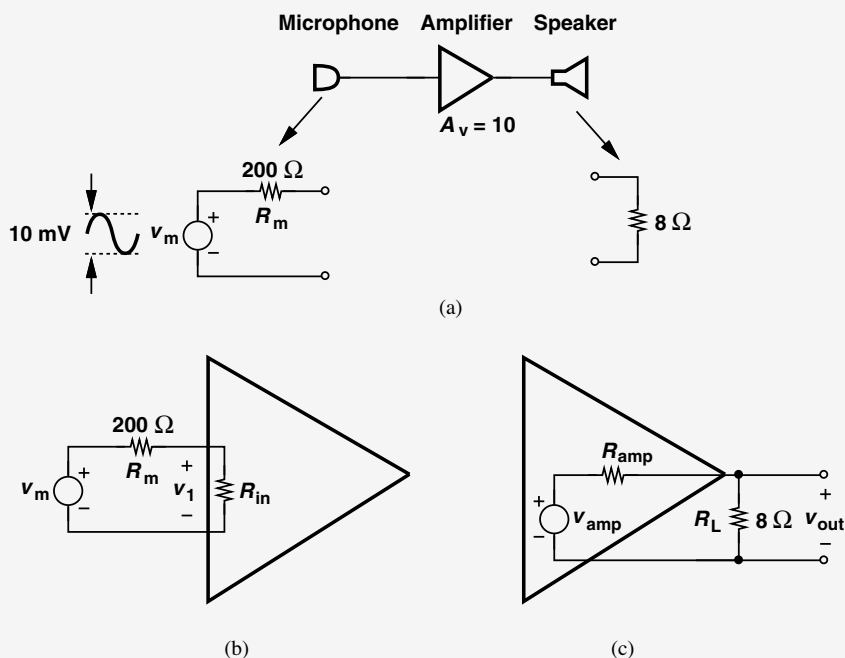 Microphone Amplifier Speaker
A v = 10
200 Ω
R m
10 mV
v m
+
−
8 Ω
(a)
200 Ω
R m
v m
+
−
+
v 1
−
R in
(b)
R amp
+
v amp
−
R L
8 Ω
+
v out
−
(c)